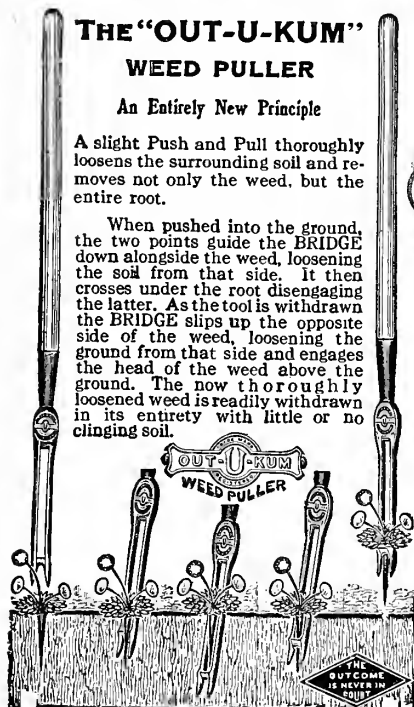 THE "OUT-U-KUM"
WEED PULLER
An Entirely New Principle
A slight Push and Pull thoroughly
loosens the surrounding soil and re-
moves not only the weed, but the
entire root.
When pushed into the ground,
the two points guide the BRIDGE
down alongside the weed, loosening
the soil from that side. It then
crosses under the root disengaging
the latter. As the tool is withdrawn
the BRIDGE slips up the opposite
side of the weed, loosening the
ground from that side and engages
the head of the weed above the
ground. The now thoroughly
loosened weed is readily withdrawn
in its entirety with little or no
clinging soil.
OUT-U-KUM
WEED PULLER
THE
OUTCOME
IS NEVER IN
DOUBT